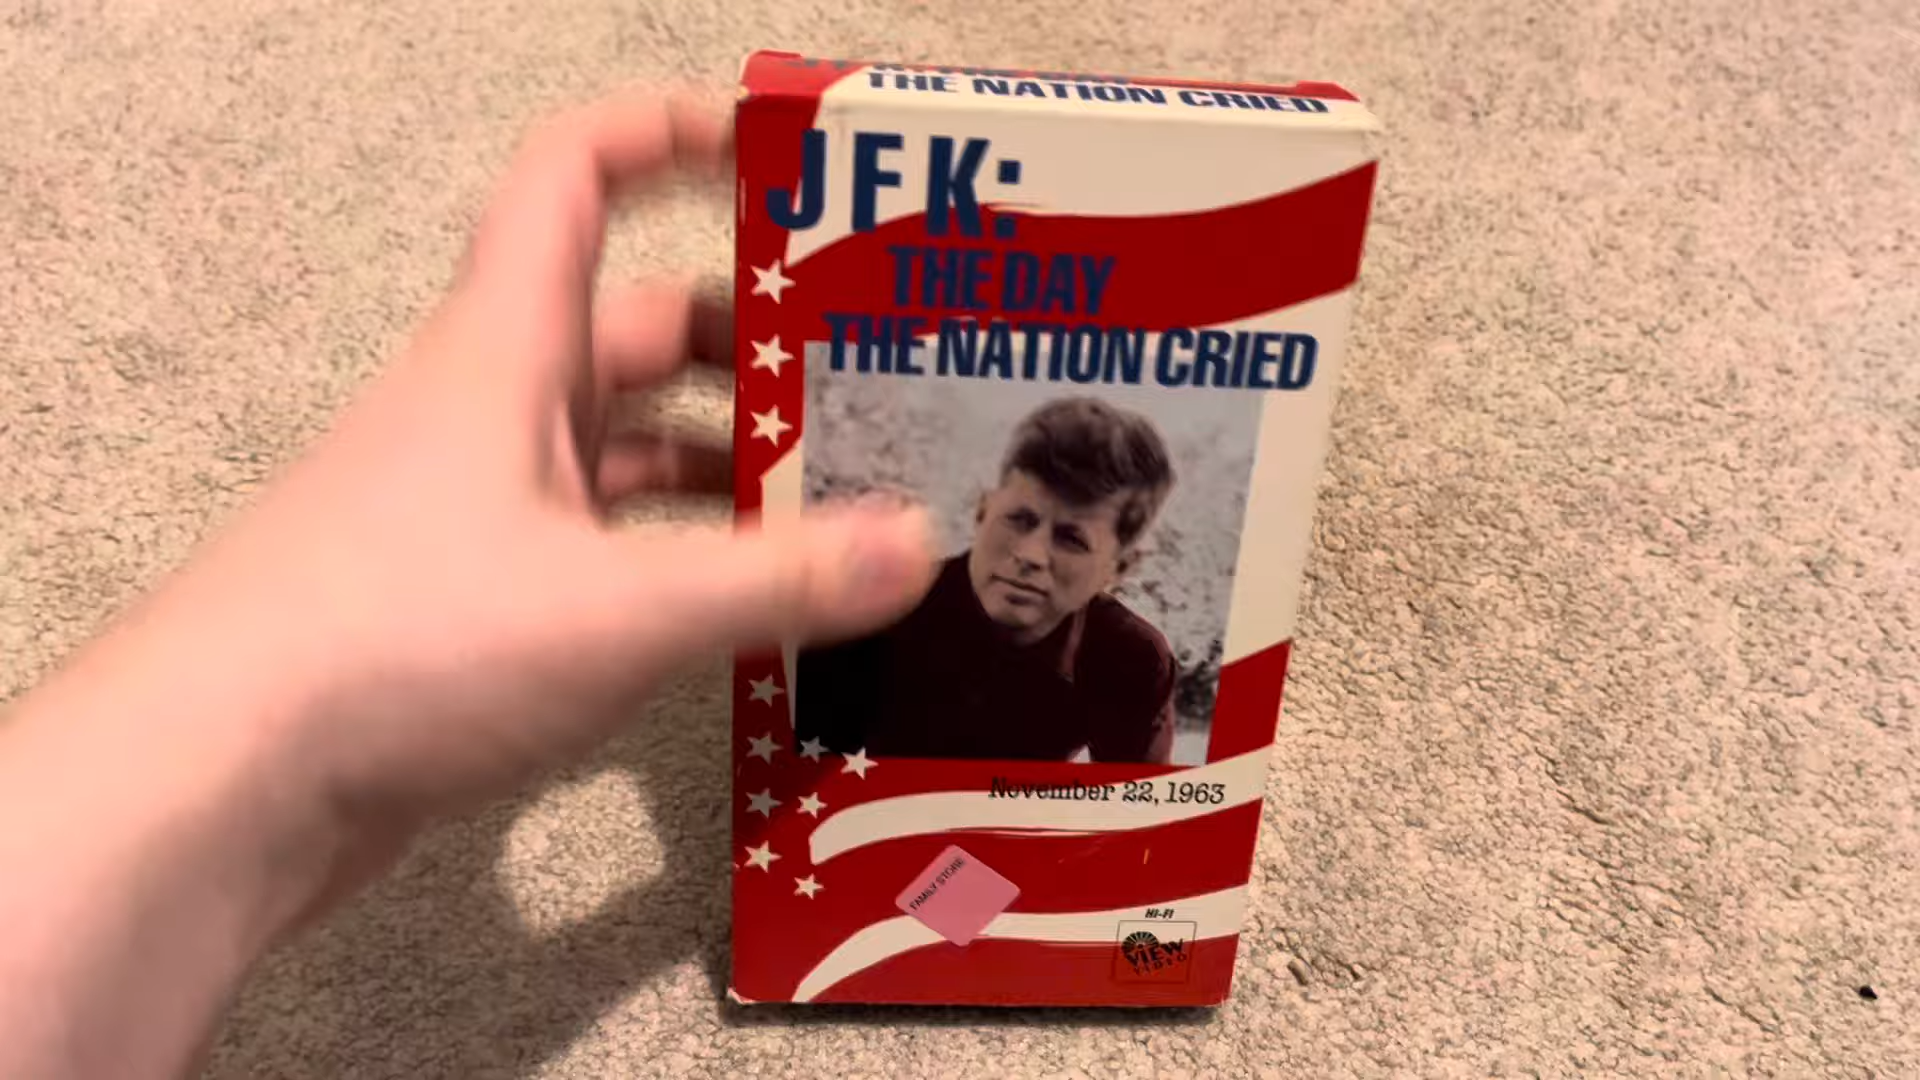 THE NATION CRIED
JFK:
THE DAY
THE NATION CRIED
November 22, 1963
FAMILY STORE
HI-FI
VIEW
VIDEO